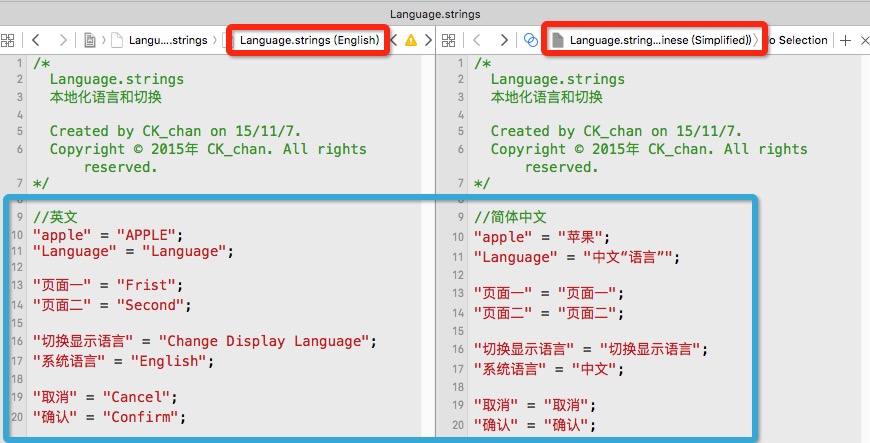 Language.strings
Langu....strings
Language.strings (English)
Language.string...inese (Simplified))
o Selection
1 /*
2 Language.strings
3 本地化语言和切换
4
5 Created by CK_chan on 15/11/7.
6 Copyright © 2015年 CK_chan. All rights
reserved.
7 */
8
9 //英文
10 "apple" = "APPLE";
11 "Language" = "Language";
12
13 "页面一" = "Frist";
14 "页面二" = "Second";
15
16 "切换显示语言" = "Change Display Language";
17 "系统语言" = "English";
18
19 "取消" = "Cancel";
20 "确认" = "Confirm";
1 /*
2 Language.strings
3 本地化语言和切换
4
5 Created by CK_chan on 15/11/7.
6 Copyright © 2015年 CK_chan. All rights
reserved.
7 */
8
9 //简体中文
10 "apple" = "苹果";
11 "Language" = "中文“语言”";
12
13 "页面一" = "页面一";
14 "页面二" = "页面二";
15
16 "切换显示语言" = "切换显示语言";
17 "系统语言" = "中文";
18
19 "取消" = "取消";
20 "确认" = "确认";